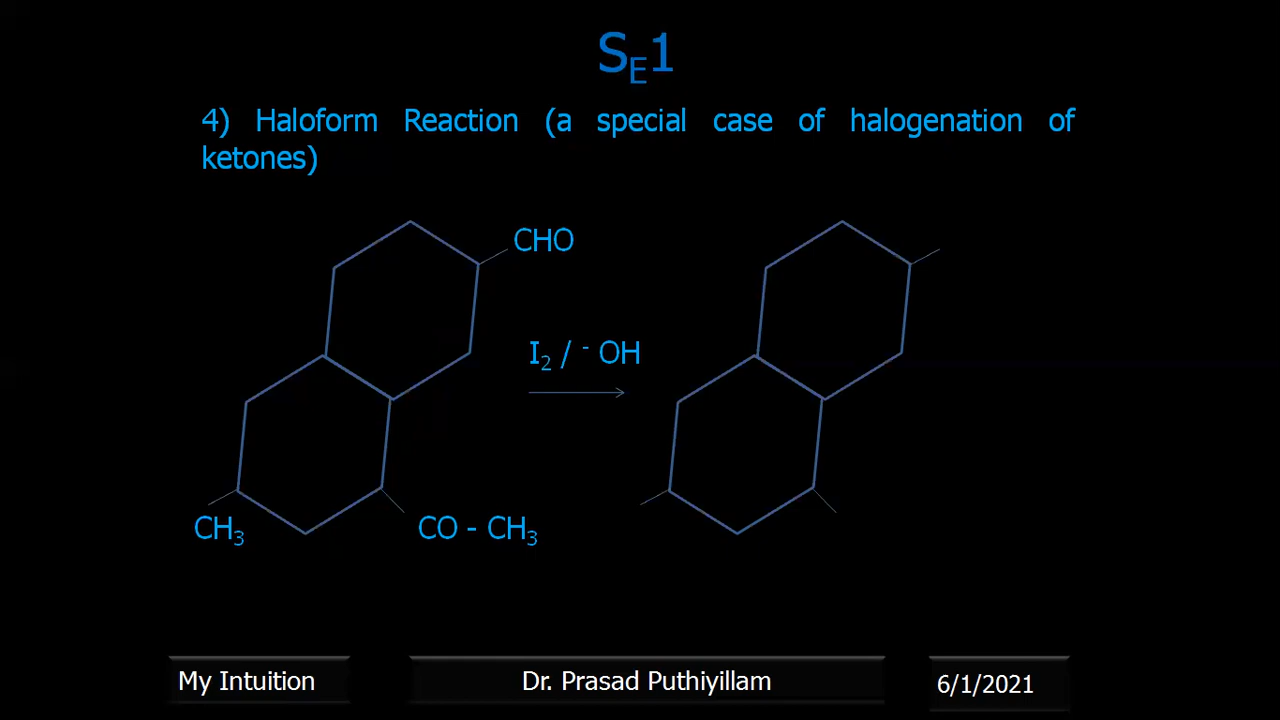 S_E1
4) Haloform Reaction (a special case of halogenation of
ketones)
CHO
I₂ / ⁻ OH
CH₃
CO - CH₃
My Intuition
Dr. Prasad Puthiyillam
6/1/2021